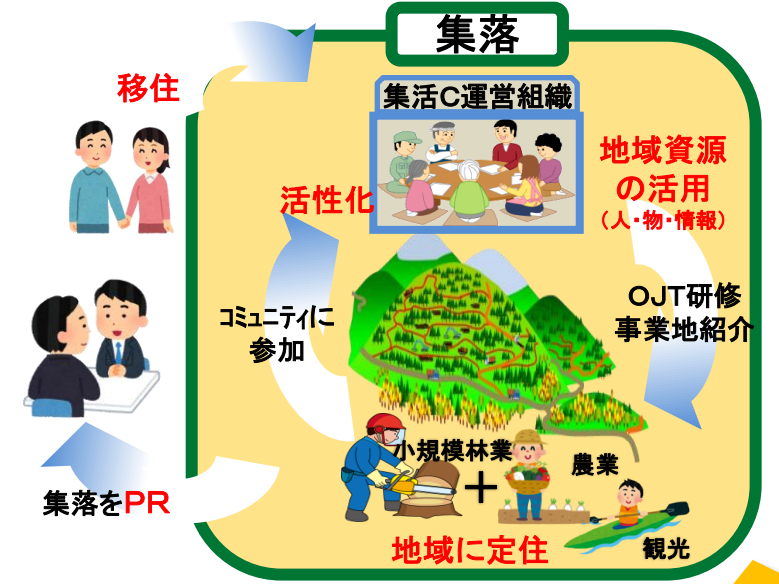 集落
移住
集活C運営組織
地域資源
の活用
（人・物・情報）
活性化
OJT研修
事業地紹介
ｺﾐｭﾆﾃｨに
参加
小規模林業
＋
農業
観光
地域に定住
集落をPR